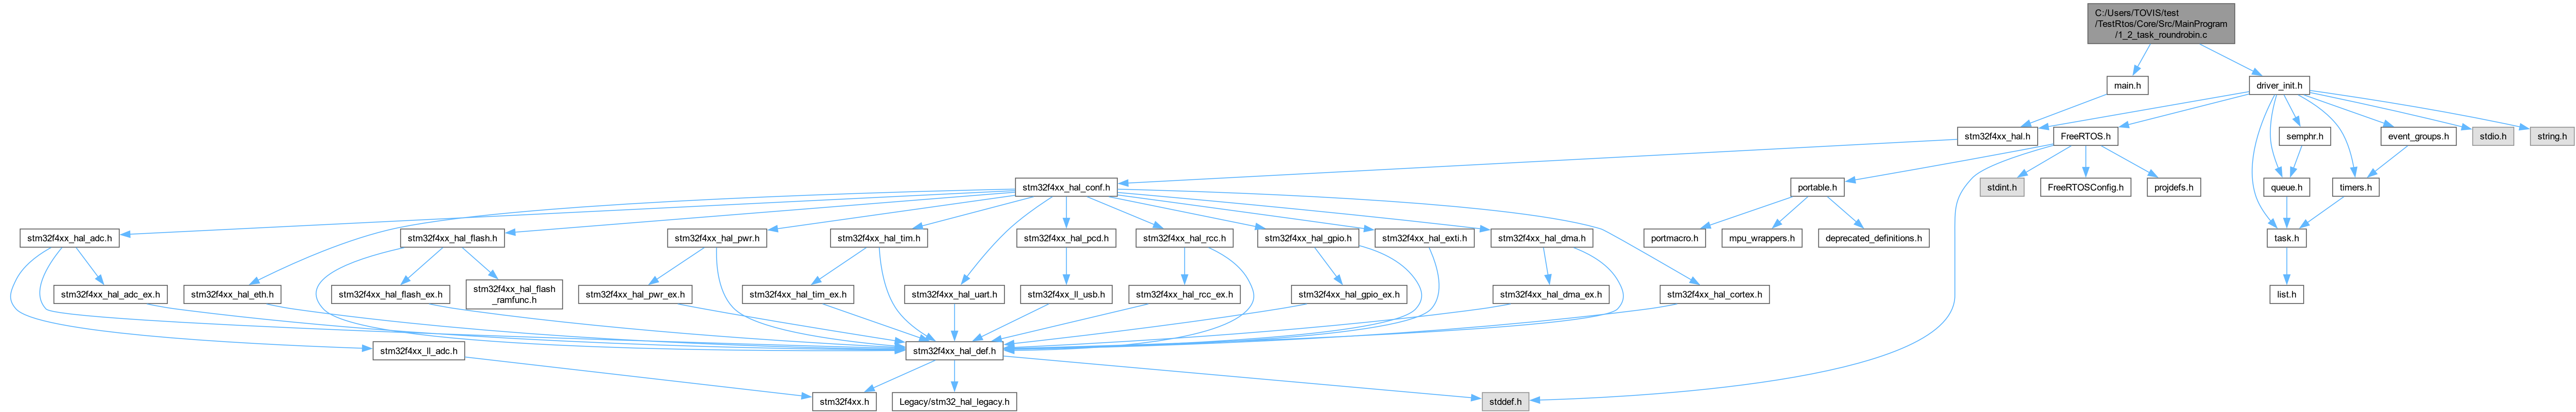 C:/Users/TOVIS/test
/TestRtos/Core/Src/MainProgram
/1_2_task_roundrobin.c
main.h
driver_init.h
stm32f4xx_hal.h
FreeRTOS.h
semphr.h
event_groups.h
stdio.h
string.h
stm32f4xx_hal_conf.h
portable.h
stdint.h
FreeRTOSConfig.h
projdefs.h
queue.h
timers.h
stm32f4xx_hal_adc.h
stm32f4xx_hal_flash.h
stm32f4xx_hal_pwr.h
stm32f4xx_hal_tim.h
stm32f4xx_hal_pcd.h
stm32f4xx_hal_rcc.h
stm32f4xx_hal_gpio.h
stm32f4xx_hal_exti.h
stm32f4xx_hal_dma.h
portmacro.h
mpu_wrappers.h
deprecated_definitions.h
task.h
stm32f4xx_hal_adc_ex.h
stm32f4xx_hal_eth.h
stm32f4xx_hal_flash_ex.h
stm32f4xx_hal_flash
_ramfunc.h
stm32f4xx_hal_pwr_ex.h
stm32f4xx_hal_tim_ex.h
stm32f4xx_hal_uart.h
stm32f4xx_ll_usb.h
stm32f4xx_hal_rcc_ex.h
stm32f4xx_hal_gpio_ex.h
stm32f4xx_hal_dma_ex.h
stm32f4xx_hal_cortex.h
list.h
stm32f4xx_ll_adc.h
stm32f4xx_hal_def.h
stm32f4xx.h
Legacy/stm32_hal_legacy.h
stddef.h